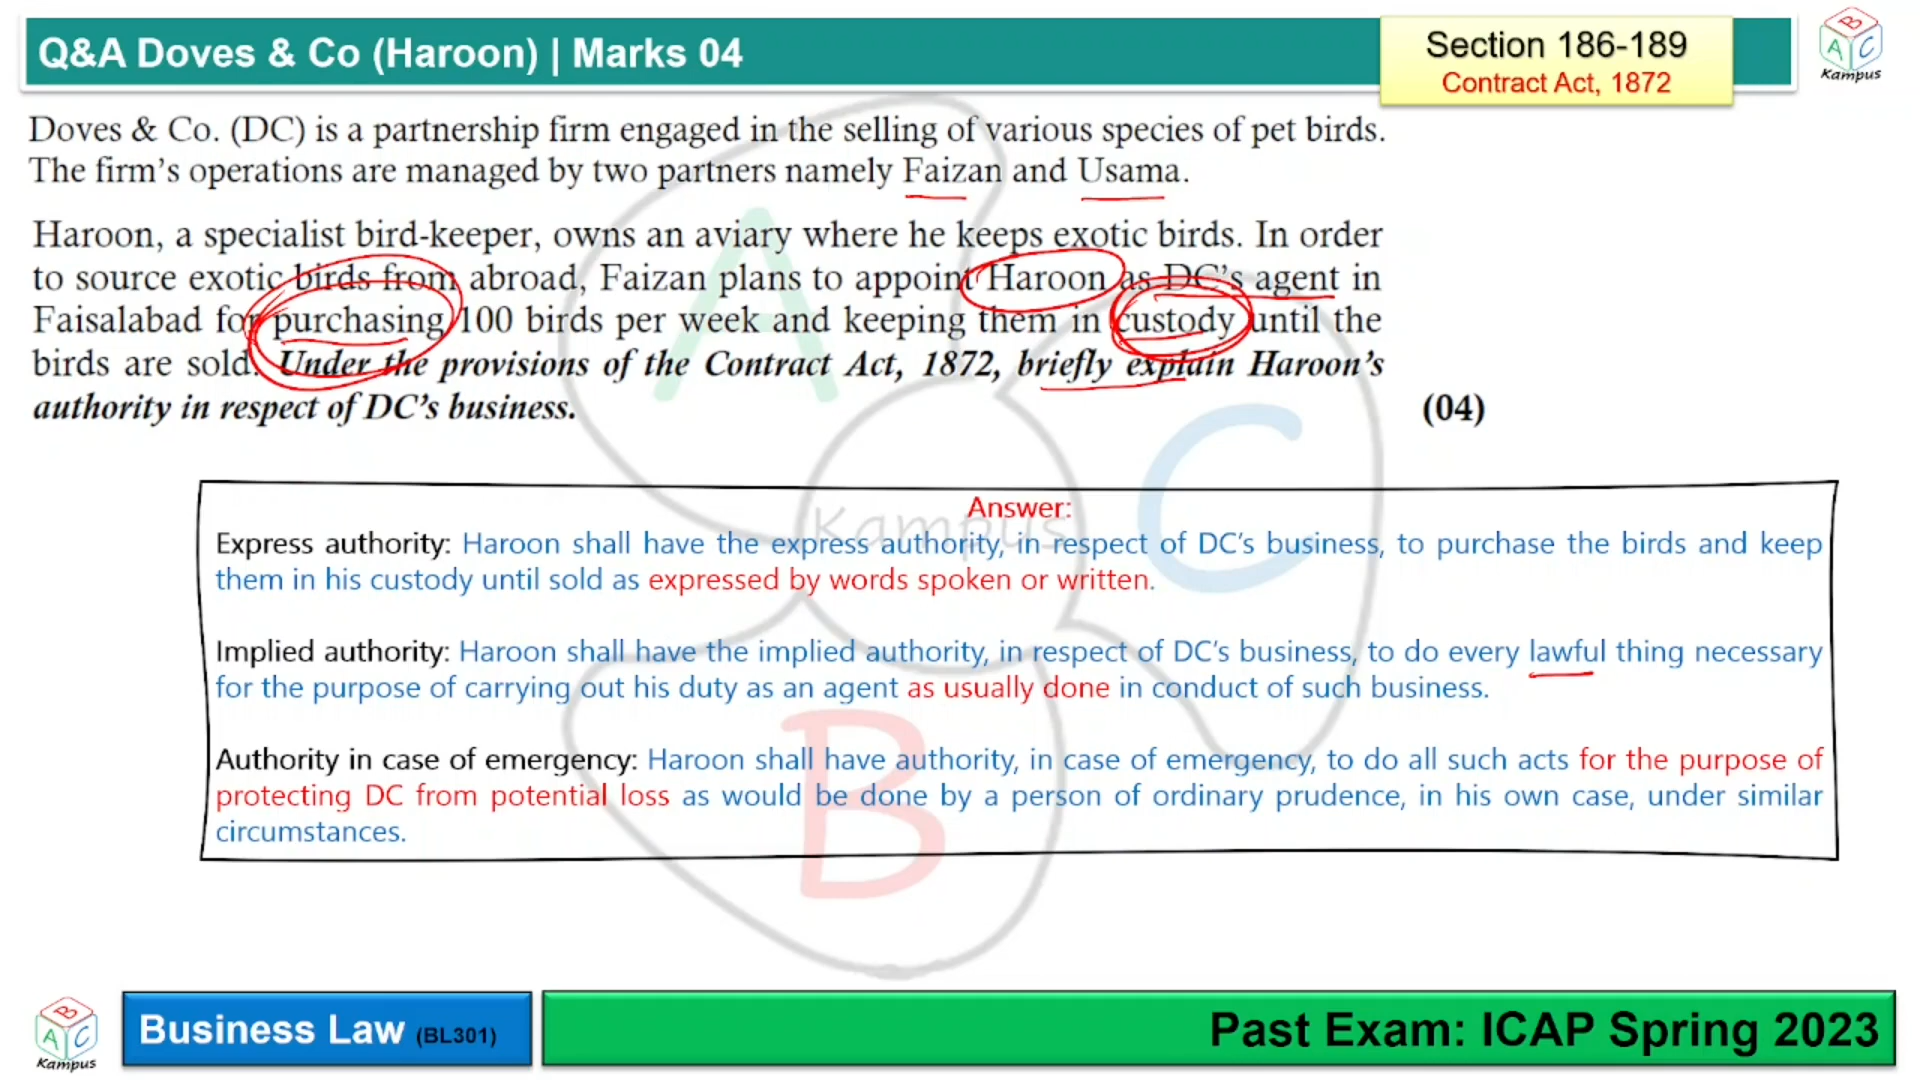 Q&A Doves & Co (Haroon) | Marks 04
Section 186-189
Contract Act, 1872
B
A C
Kampus
Doves & Co. (DC) is a partnership firm engaged in the selling of various species of pet birds.
The firm's operations are managed by two partners namely Faizan and Usama.
Haroon, a specialist bird-keeper, owns an aviary where he keeps exotic birds. In order
to source exotic birds from abroad, Faizan plans to appoint Haroon as DC's agent in
Faisalabad for purchasing 100 birds per week and keeping them in custody until the
birds are sold. Under the provisions of the Contract Act, 1872, briefly explain Haroon's
authority in respect of DC's business.
(04)
A
C
Kampus
B
Answer:
Express authority: Haroon shall have the express authority, in respect of DC's business, to purchase the birds and keep
them in his custody until sold as expressed by words spoken or written.
Implied authority: Haroon shall have the implied authority, in respect of DC's business, to do every lawful thing necessary
for the purpose of carrying out his duty as an agent as usually done in conduct of such business.
Authority in case of emergency: Haroon shall have authority, in case of emergency, to do all such acts for the purpose of
protecting DC from potential loss as would be done by a person of ordinary prudence, in his own case, under similar
circumstances.
B
A C
Kampus
Business Law (BL301)
Past Exam: ICAP Spring 2023